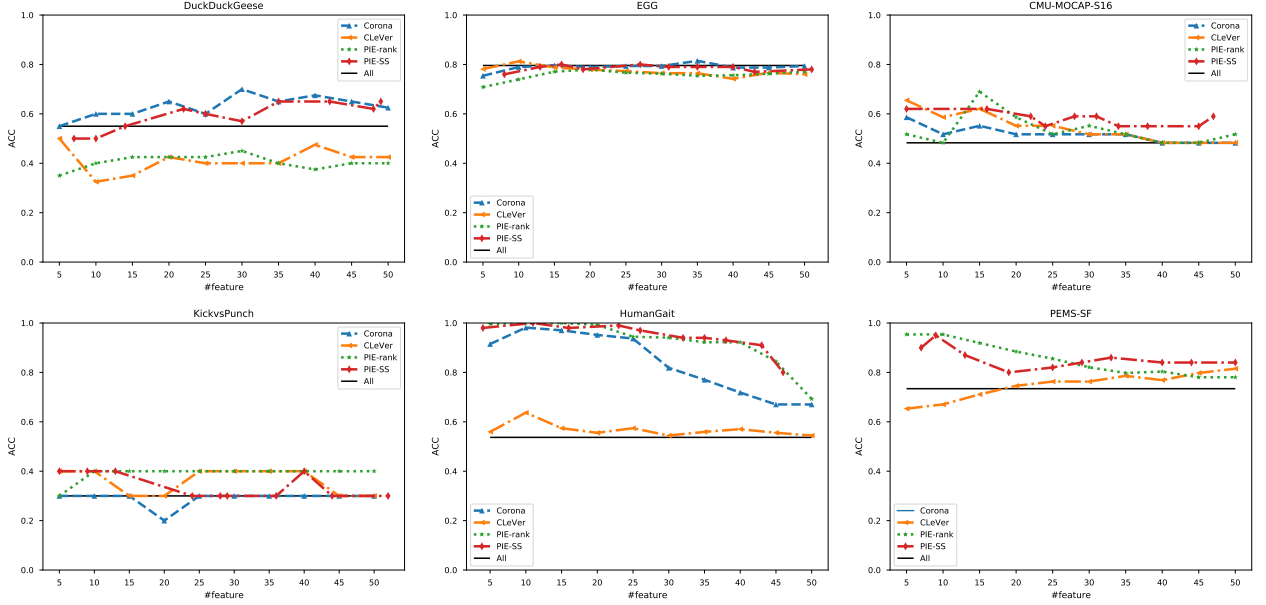 DuckDuckGeese
1.0
0.8
0.6
0.4
0.2
0.0
ACC
5 10 15 20 25 30 35 40 45 50
#feature
Corona
CLeVer
PIE-rank
PIE-SS
All
EGG
1.0
0.8
0.6
0.4
0.2
0.0
ACC
5 10 15 20 25 30 35 40 45 50
#feature
Corona
CLeVer
PIE-rank
PIE-SS
All
CMU-MOCAP-S16
1.0
0.8
0.6
0.4
0.2
0.0
ACC
5 10 15 20 25 30 35 40 45 50
#feature
Corona
CLeVer
PIE-rank
PIE-SS
All
KickvsPunch
1.0
0.8
0.6
0.4
0.2
0.0
ACC
5 10 15 20 25 30 35 40 45 50
#feature
Corona
CLeVer
PIE-rank
PIE-SS
All
HumanGait
1.0
0.8
0.6
0.4
0.2
0.0
ACC
5 10 15 20 25 30 35 40 45 50
#feature
Corona
CLeVer
PIE-rank
PIE-SS
All
PEMS-SF
1.0
0.8
0.6
0.4
0.2
0.0
ACC
5 10 15 20 25 30 35 40 45 50
#feature
Corona
CLeVer
PIE-rank
PIE-SS
All